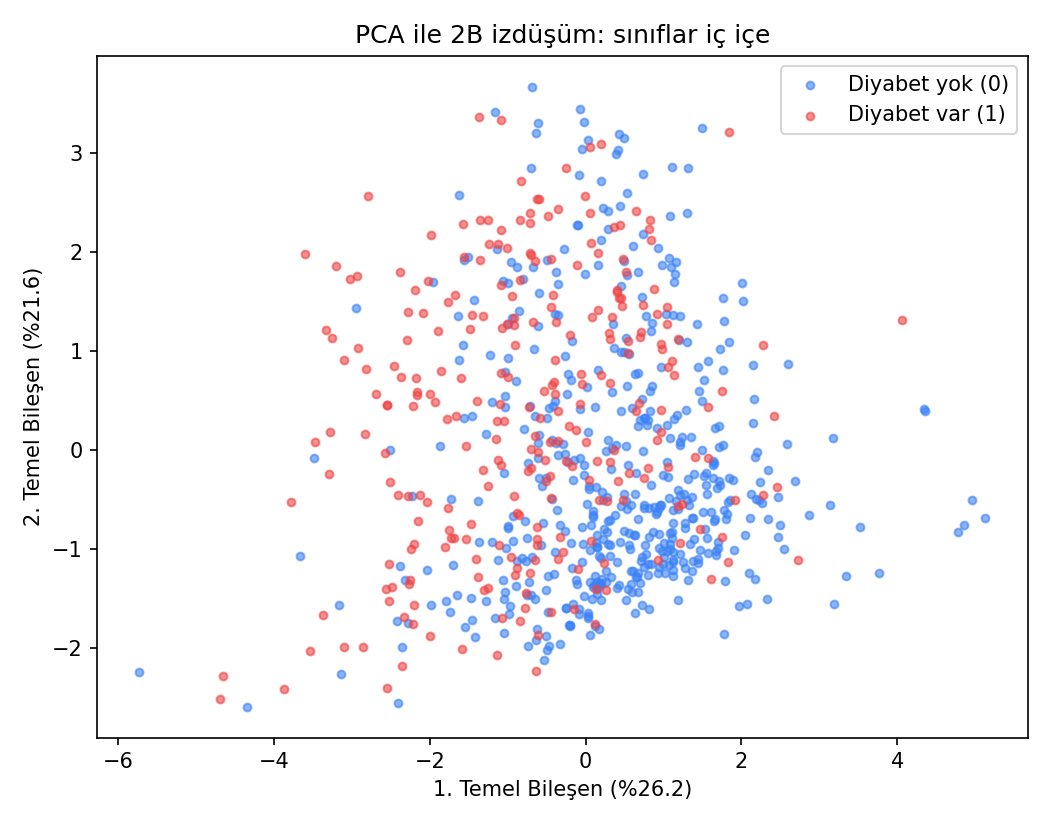 PCA ile 2B izdüşüm: sınıflar iç içe
Diyabet yok (0)
Diyabet var (1)
2. Temel Bileşen (%21.6)
3
2
1
0
−1
−2
−6
−4
−2
0
2
4
1. Temel Bileşen (%26.2)